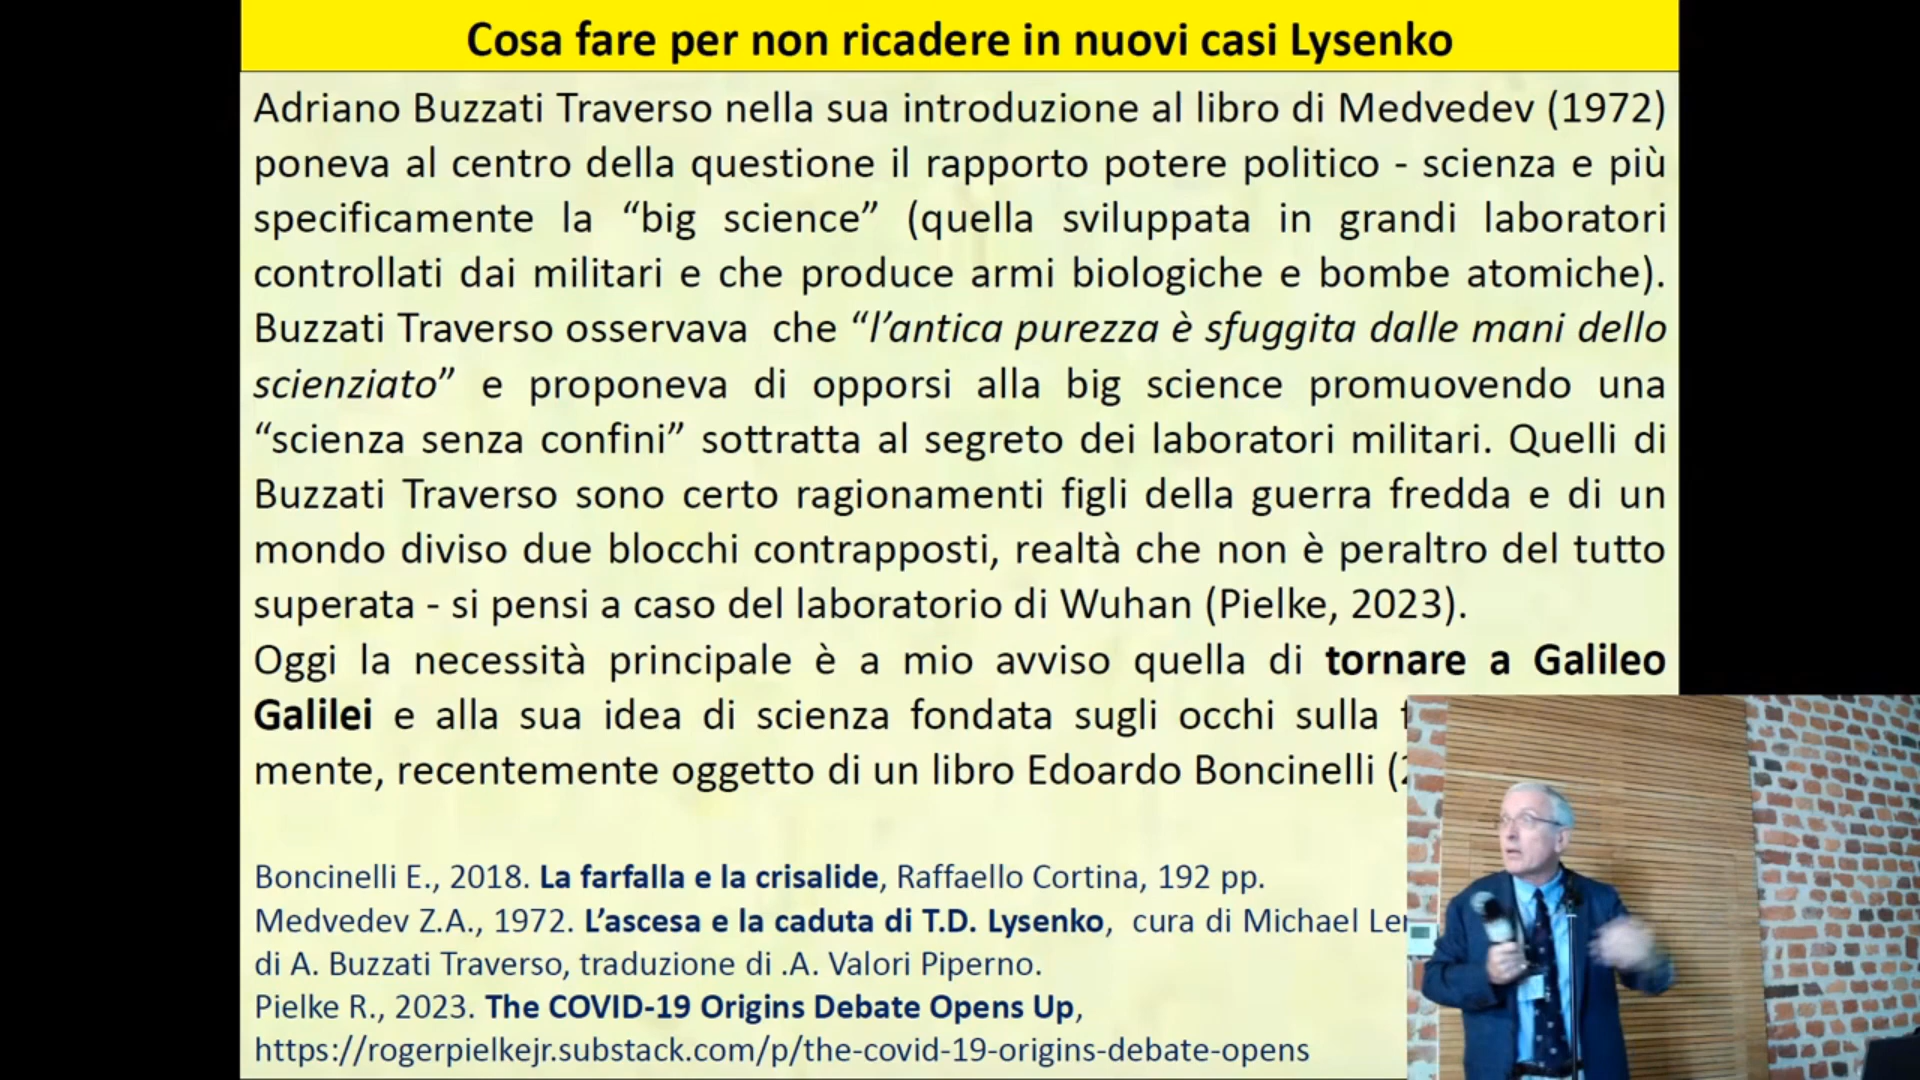 Cosa fare per non ricadere in nuovi casi Lysenko
Adriano Buzzati Traverso nella sua introduzione al libro di Medvedev (1972)
poneva al centro della questione il rapporto potere politico - scienza e più
specificamente la “big science” (quella sviluppata in grandi laboratori
controllati dai militari e che produce armi biologiche e bombe atomiche).
Buzzati Traverso osservava che “l’antica purezza è sfuggita dalle mani dello
scienziato” e proponeva di opporsi alla big science promuovendo una
“scienza senza confini” sottratta al segreto dei laboratori militari. Quelli di
Buzzati Traverso sono certo ragionamenti figli della guerra fredda e di un
mondo diviso due blocchi contrapposti, realtà che non è peraltro del tutto
superata - si pensi a caso del laboratorio di Wuhan (Pielke, 2023).
Oggi la necessità principale è a mio avviso quella di tornare a Galileo
Galilei e alla sua idea di scienza fondata sugli occhi sulla
mente, recentemente oggetto di un libro Edoardo Boncinelli
Boncinelli E., 2018. La farfalla e la crisalide, Raffaello Cortina, 192 pp.
Medvedev Z.A., 1972. L’ascesa e la caduta di T.D. Lysenko, cura di Michael
di A. Buzzati Traverso, traduzione di .A. Valori Piperno.
Pielke R., 2023. The COVID-19 Origins Debate Opens Up,
https://rogerpielkejr.substack.com/p/the-covid-19-origins-debate-opens